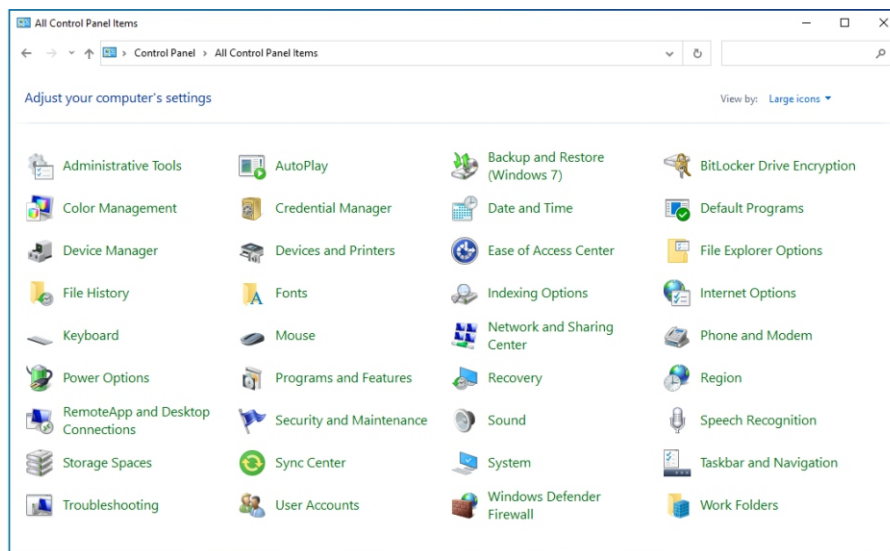 All Control Panel Items
Control Panel > All Control Panel Items
Adjust your computer's settings
View by: Large icons
Administrative Tools
AutoPlay
Backup and Restore
(Windows 7)
BitLocker Drive Encryption
Color Management
Credential Manager
Date and Time
Default Programs
Device Manager
Devices and Printers
Ease of Access Center
File Explorer Options
File History
Fonts
Indexing Options
Internet Options
Keyboard
Mouse
Network and Sharing
Center
Phone and Modem
Power Options
Programs and Features
Recovery
Region
RemoteApp and Desktop
Connections
Security and Maintenance
Sound
Speech Recognition
Storage Spaces
Sync Center
System
Taskbar and Navigation
Troubleshooting
User Accounts
Windows Defender
Firewall
Work Folders